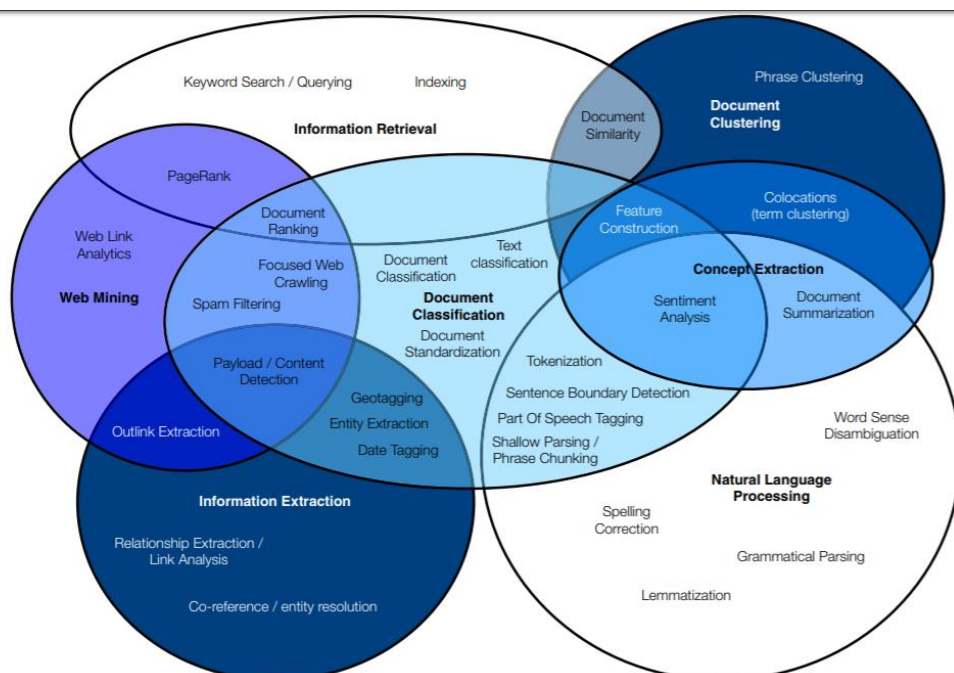 Keyword Search / Querying
Indexing
Information Retrieval
Phrase Clustering
Document
Clustering
Document
Similarity
PageRank
Document
Ranking
Web Link
Analytics
Web Mining
Focused Web
Crawling
Spam Filtering
Document
Classification
Text
classification
Document
Classification
Document
Standardization
Feature
Construction
Colocations
(term clustering)
Concept Extraction
Sentiment
Analysis
Document
Summarization
Payload / Content
Detection
Outlink Extraction
Geotagging
Entity Extraction
Date Tagging
Tokenization
Sentence Boundary Detection
Part Of Speech Tagging
Shallow Parsing /
Phrase Chunking
Word Sense
Disambiguation
Natural Language
Processing
Information Extraction
Relationship Extraction /
Link Analysis
Co-reference / entity resolution
Spelling
Correction
Grammatical Parsing
Lemmatization